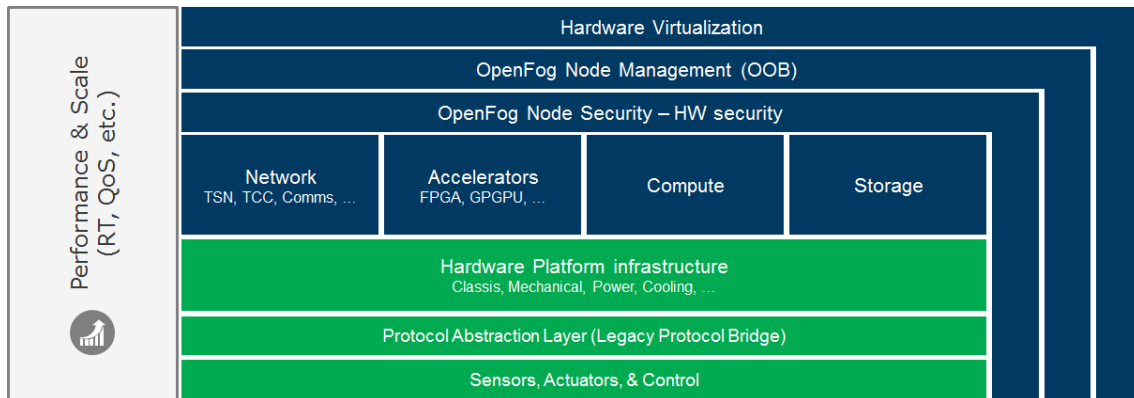 Performance & Scale
(RT, QoS, etc.)
Hardware Virtualization
OpenFog Node Management (OOB)
OpenFog Node Security – HW security
Network
TSN, TCC, Comms, ...
Accelerators
FPGA, GPGPU, ...
Compute
Storage
Hardware Platform infrastructure
Classis, Mechanical, Power, Cooling, ...
Protocol Abstraction Layer (Legacy Protocol Bridge)
Sensors, Actuators, & Control